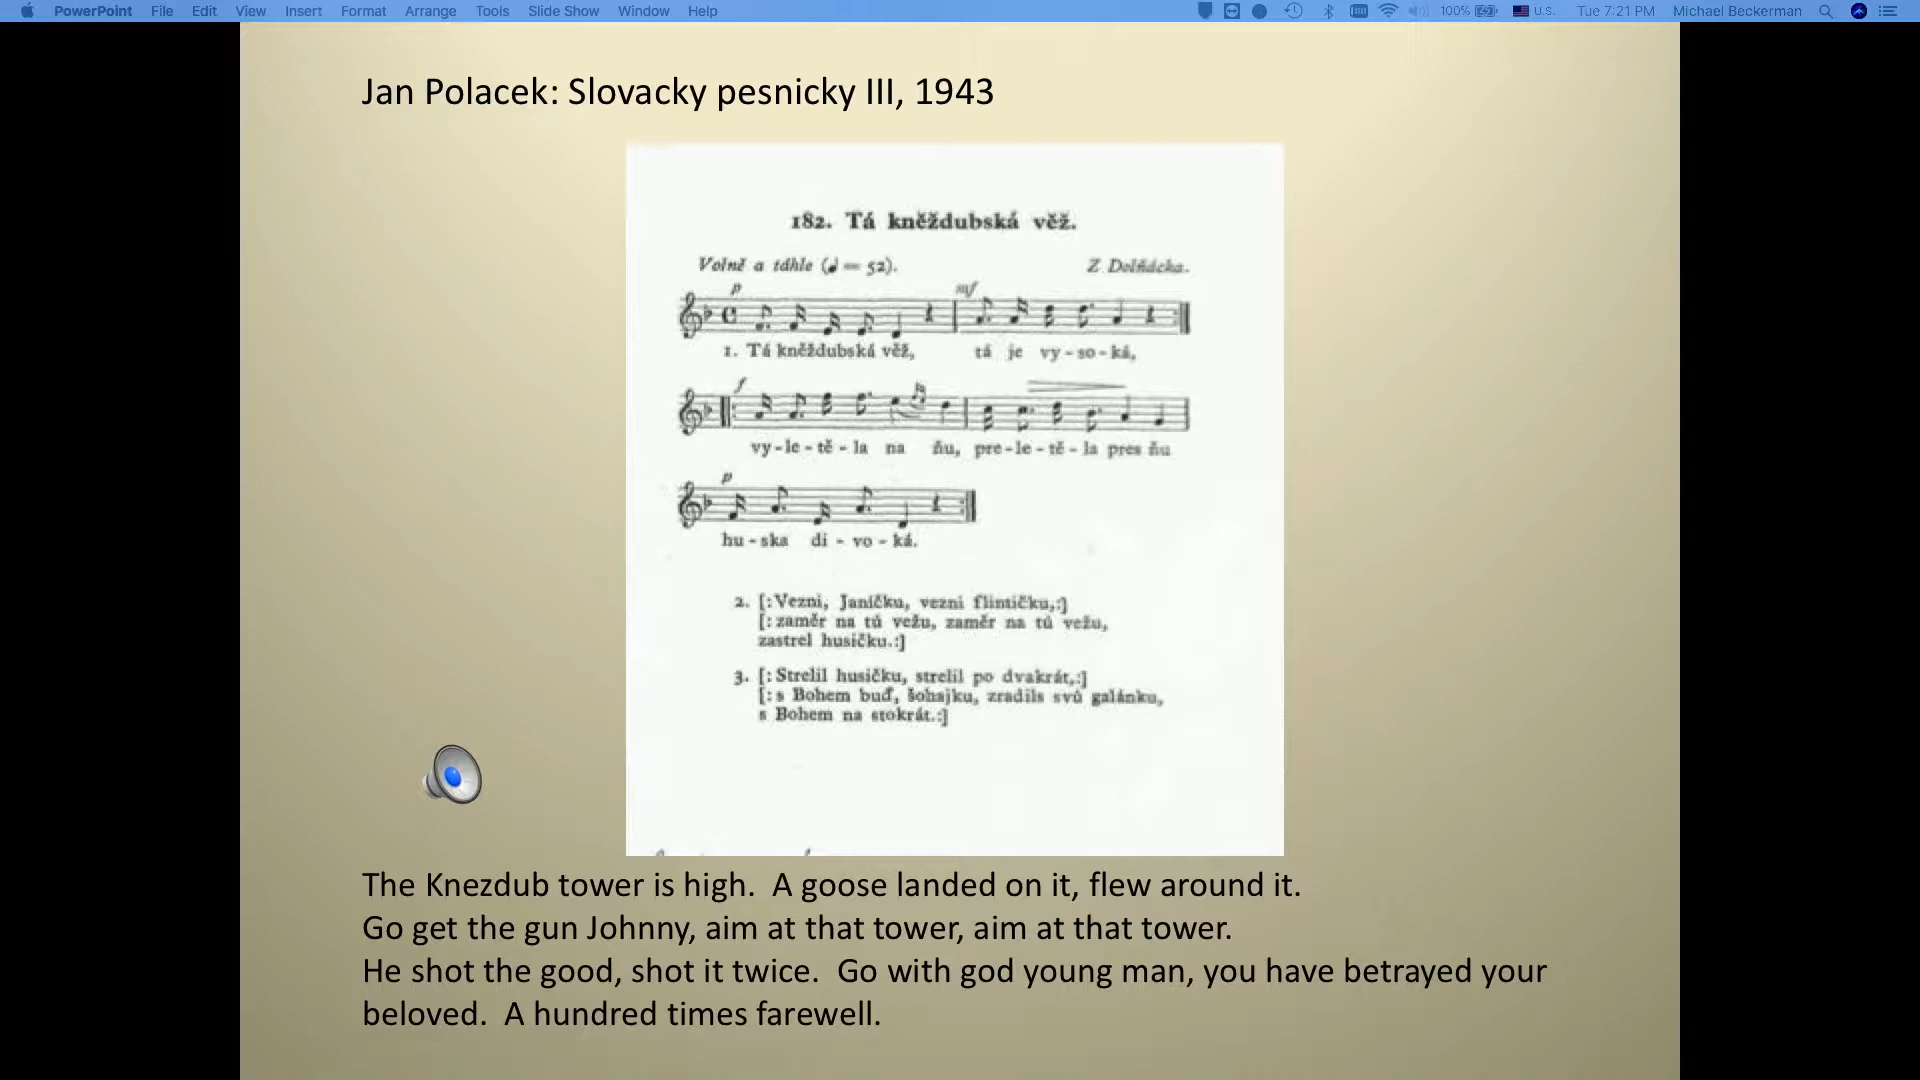 PowerPoint File Edit View Insert Format Arrange Tools Slide Show Window Help 100% U.S. Tue 7:21 PM Michael Beckerman
Jan Polacek: Slovacky pesnicky III, 1943
182. Tá kněždubská věž.
Volně a táhle (♩ = 52). Z Dolňácka.
p mf
1. Tá kněždubská věž, tá je vy - so - ká,
f
vy - le - tě - la na ňu, pre - le - tě - la pres ňu
p
hu - ska di - vo - ká.
2. [: Vezni, Janíčku, vezni flintičku,:]
[: zaměr na tú vežu, zaměr na tú vežu,
zastrel husičku.:]
3. [: Strelil husičku, strelil po dvakrát,:]
[: s Bohem buď, šohajku, zradils svú galánku,
s Bohem na stokrát.:]
The Knezdub tower is high. A goose landed on it, flew around it.
Go get the gun Johnny, aim at that tower, aim at that tower.
He shot the good, shot it twice. Go with god young man, you have betrayed your
beloved. A hundred times farewell.